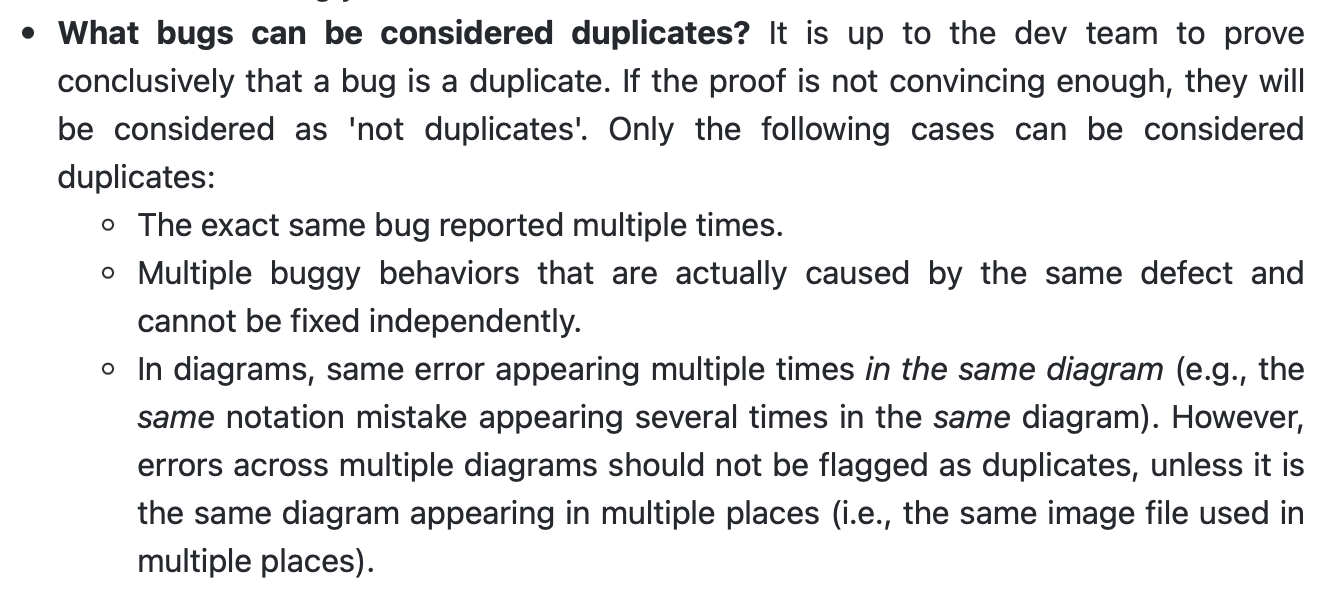 • What bugs can be considered duplicates? It is up to the dev team to prove
conclusively that a bug is a duplicate. If the proof is not convincing enough, they will
be considered as 'not duplicates'. Only the following cases can be considered
duplicates:
◦ The exact same bug reported multiple times.
◦ Multiple buggy behaviors that are actually caused by the same defect and
cannot be fixed independently.
◦ In diagrams, same error appearing multiple times in the same diagram (e.g., the
same notation mistake appearing several times in the same diagram). However,
errors across multiple diagrams should not be flagged as duplicates, unless it is
the same diagram appearing in multiple places (i.e., the same image file used in
multiple places).